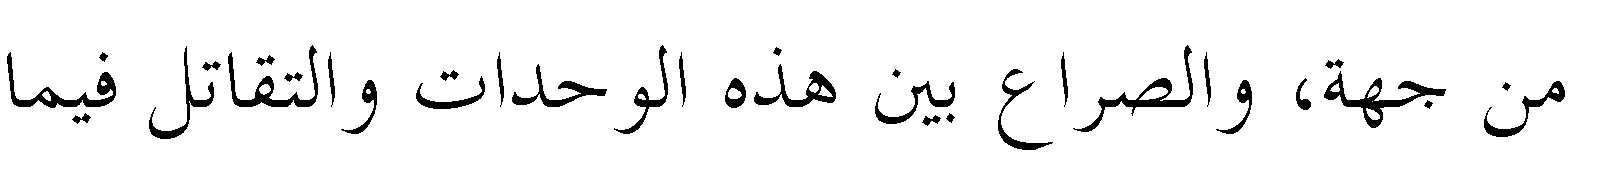 من جهة، والصراع بين هذه الوحدات والتقاتل فيما